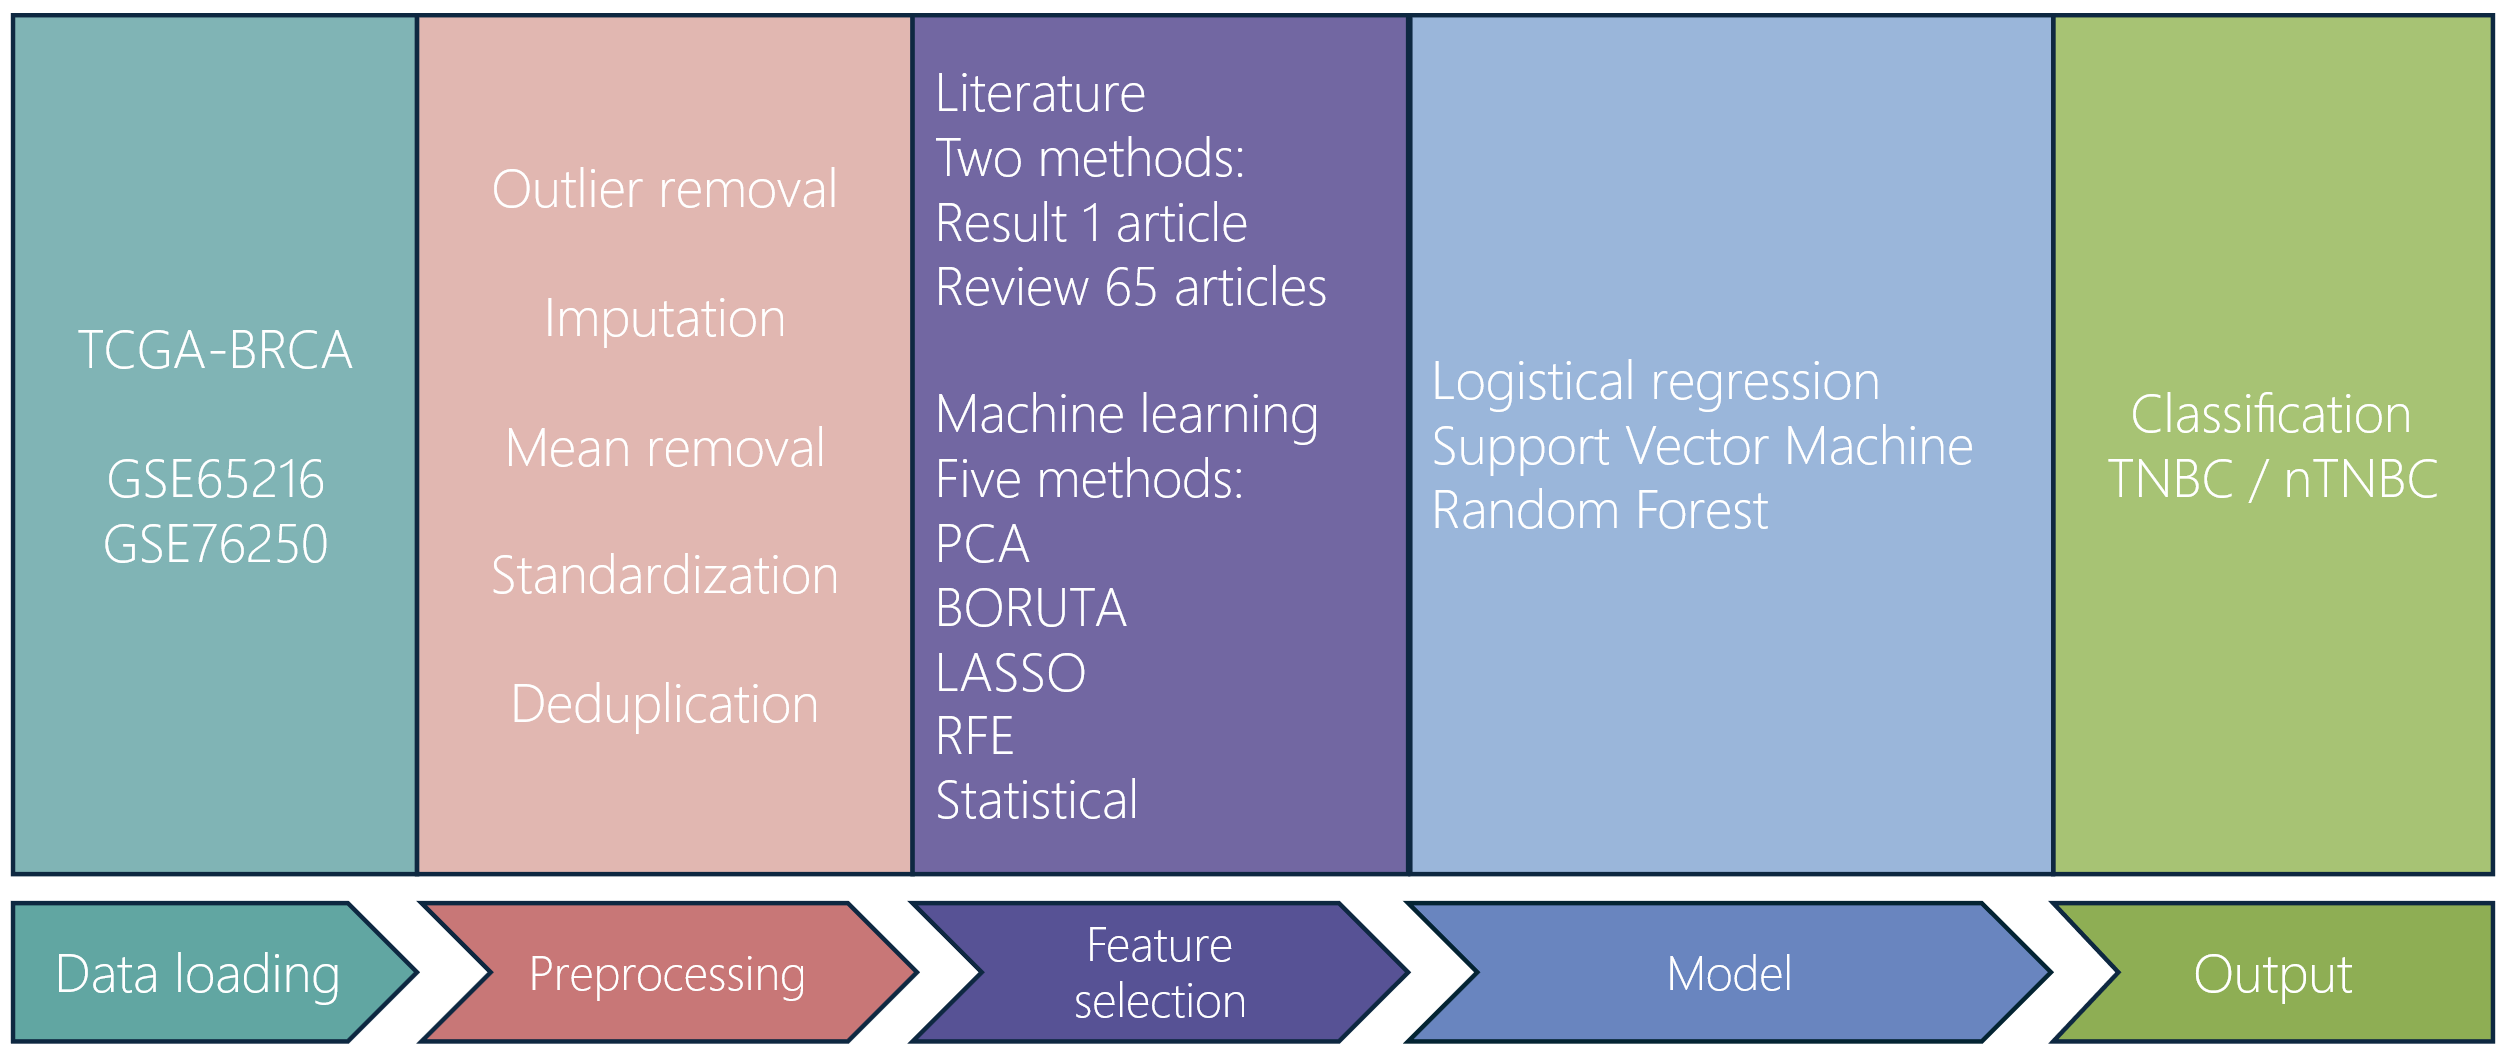 TCGA-BRCA
GSE65216
GSE76250
Outlier removal
Imputation
Mean removal
Standardization
Deduplication
Literature
Two methods:
Result 1 article
Review 65 articles
Machine learning
Five methods:
PCA
BORUTA
LASSO
RFE
Statistical
Logistical regression
Support Vector Machine
Random Forest
Classification
TNBC / nTNBC
Data loading
Preprocessing
Feature
selection
Model
Output